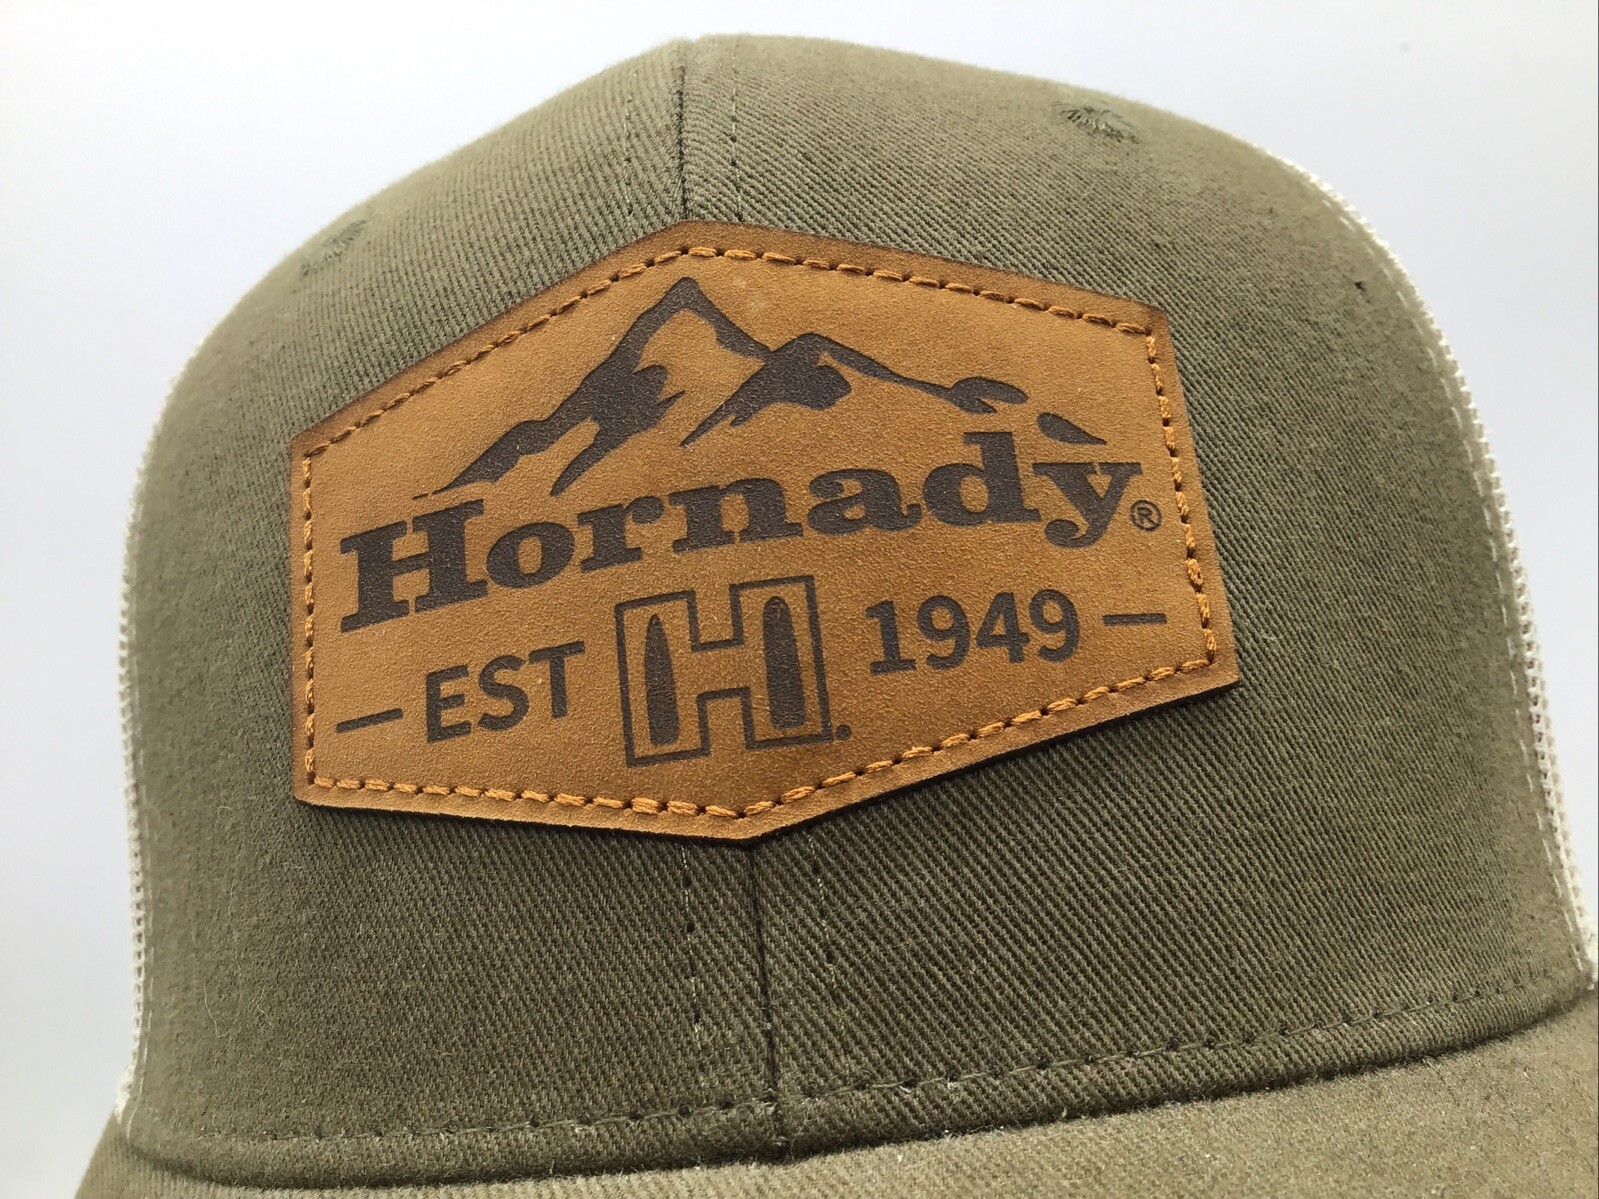 Hornady®
— EST H 1949 —